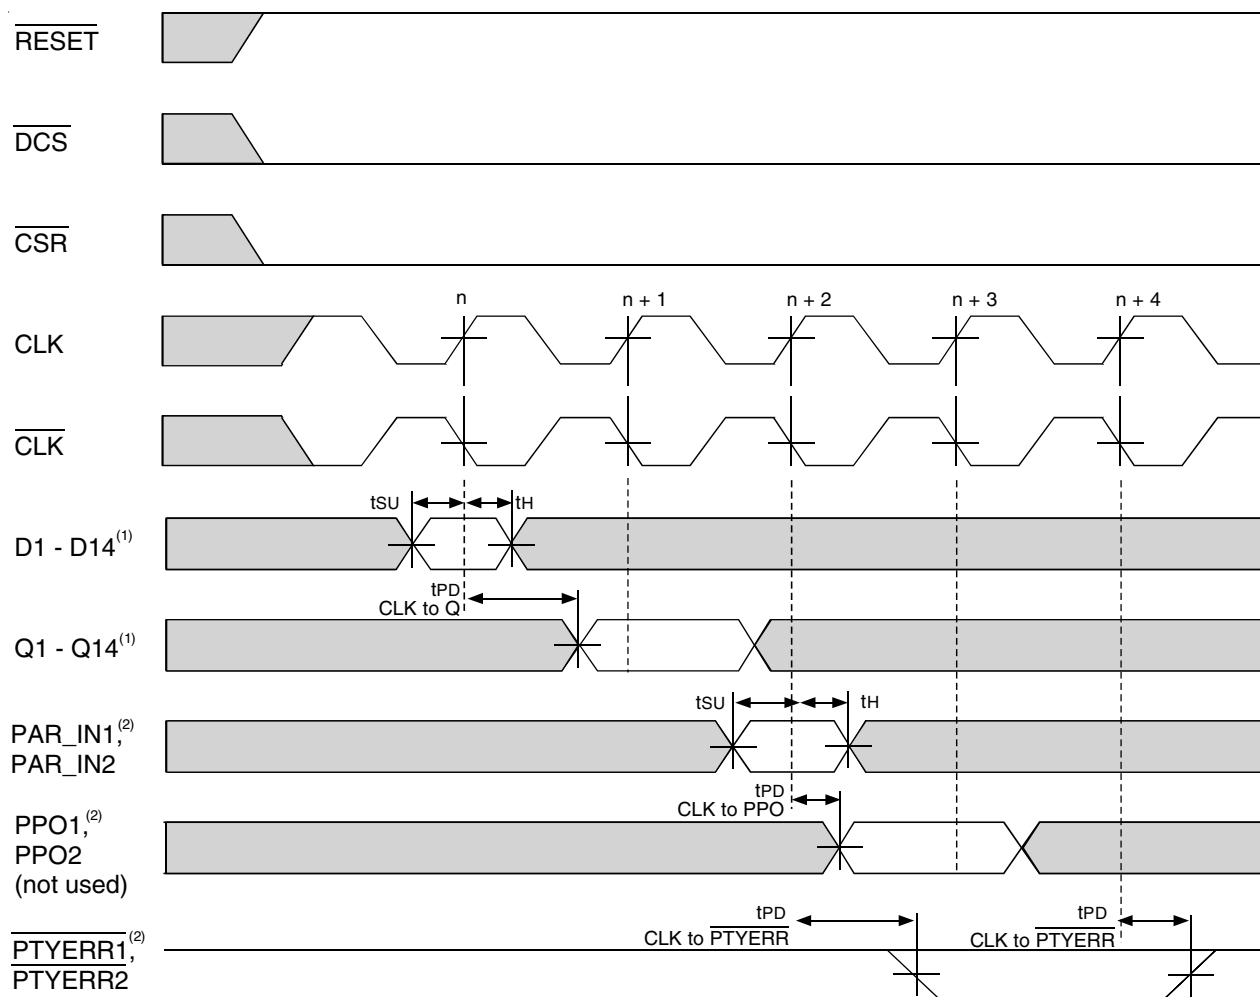 RESET
DCS
CSR
n
n + 1
n + 2
n + 3
n + 4
CLK
CLK
tSU
tH
D1 - D14(1)
tPD
CLK to Q
Q1 - Q14(1)
tSU
tH
PAR_IN1,(2)
PAR_IN2
tPD
CLK to PPO
PPO1,(2)
PPO2
(not used)
tPD
CLK to PTYERR
tPD
CLK to PTYERR
PTYERR1,(2)
PTYERR2